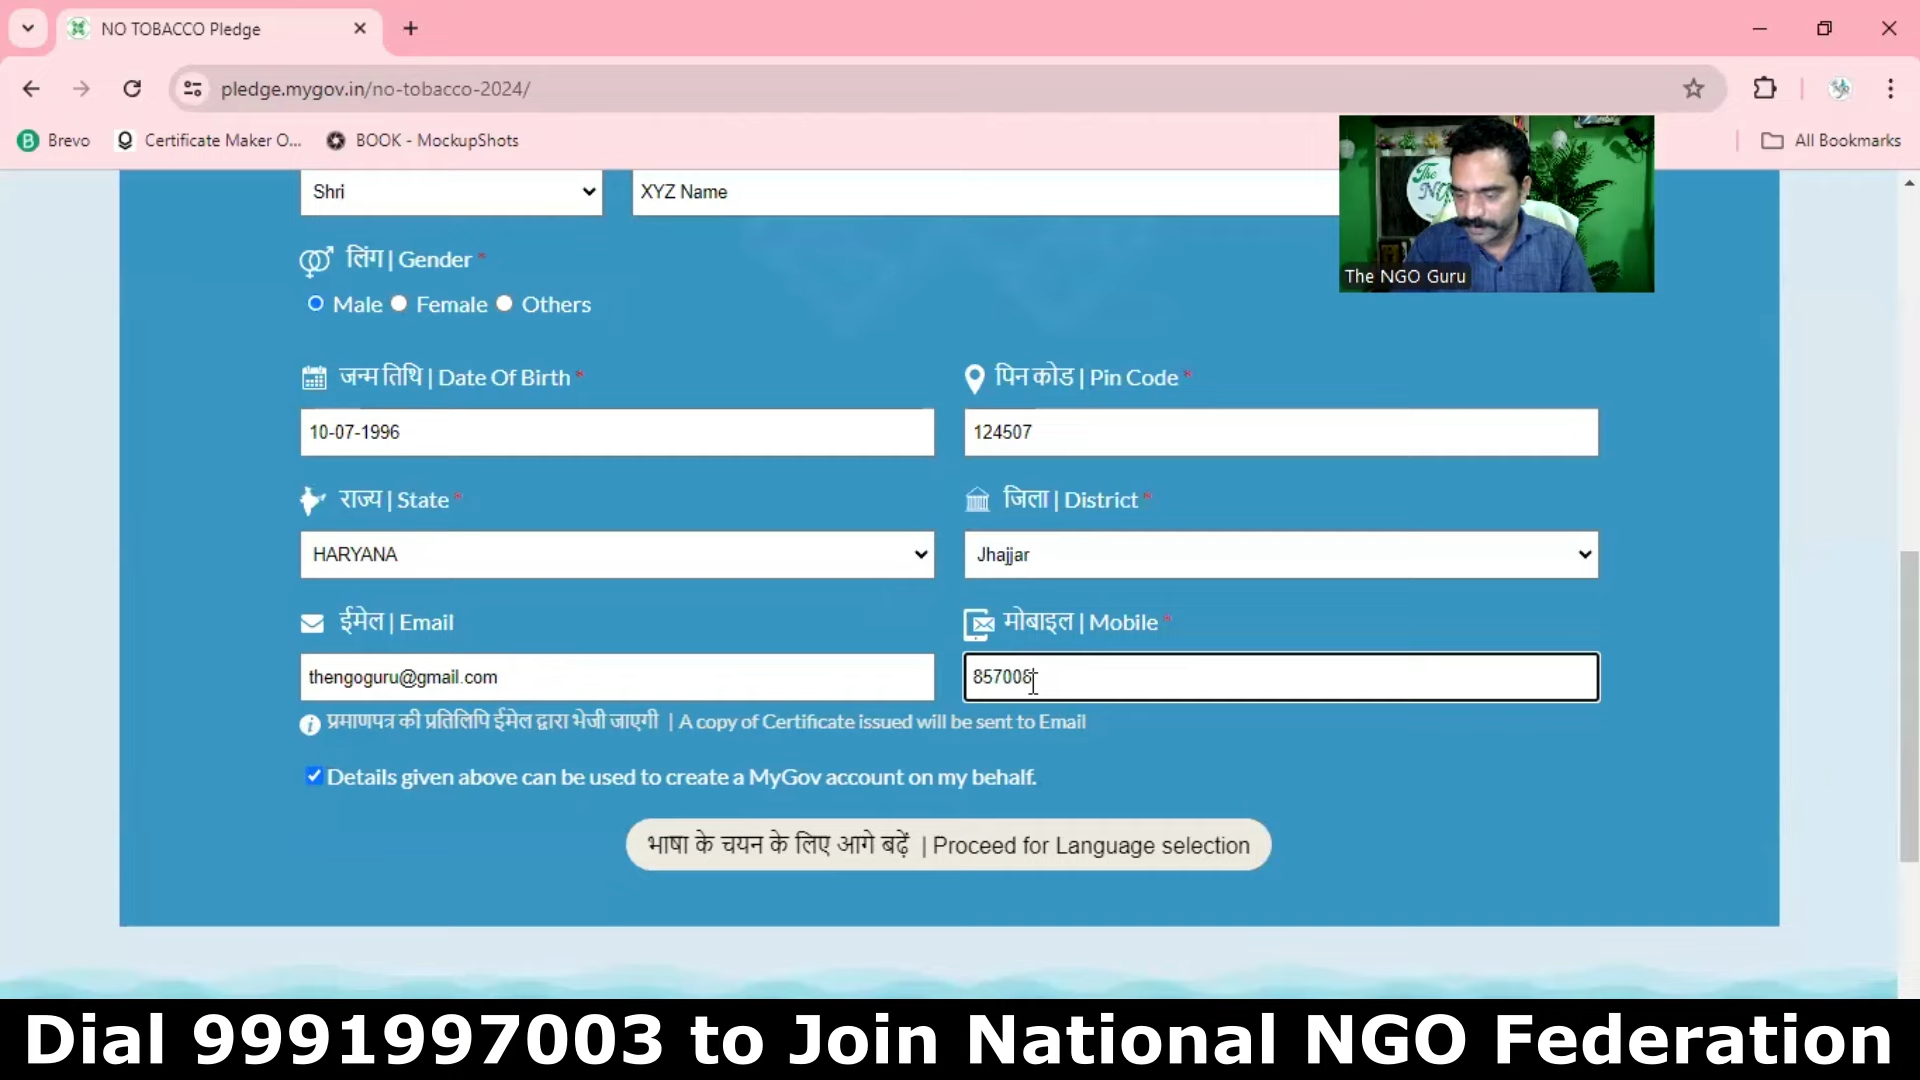 NO TOBACCO Pledge
pledge.mygov.in/no-tobacco-2024/
Brevo Certificate Maker O... BOOK - MockupShots All Bookmarks
Shri XYZ Name
The NGO Guru
लिंग | Gender *
Male Female Others
जन्म तिथि | Date Of Birth * पिन कोड | Pin Code *
10-07-1996 124507
राज्य | State * जिला | District *
HARYANA Jhajjar
ईमेल | Email मोबाइल | Mobile *
thengoguru@gmail.com 857008
प्रमाणपत्र की प्रतिलिपि ईमेल द्वारा भेजी जाएगी | A copy of Certificate issued will be sent to Email
Details given above can be used to create a MyGov account on my behalf.
भाषा के चयन के लिए आगे बढ़ें | Proceed for Language selection
Dial 9991997003 to Join National NGO Federation